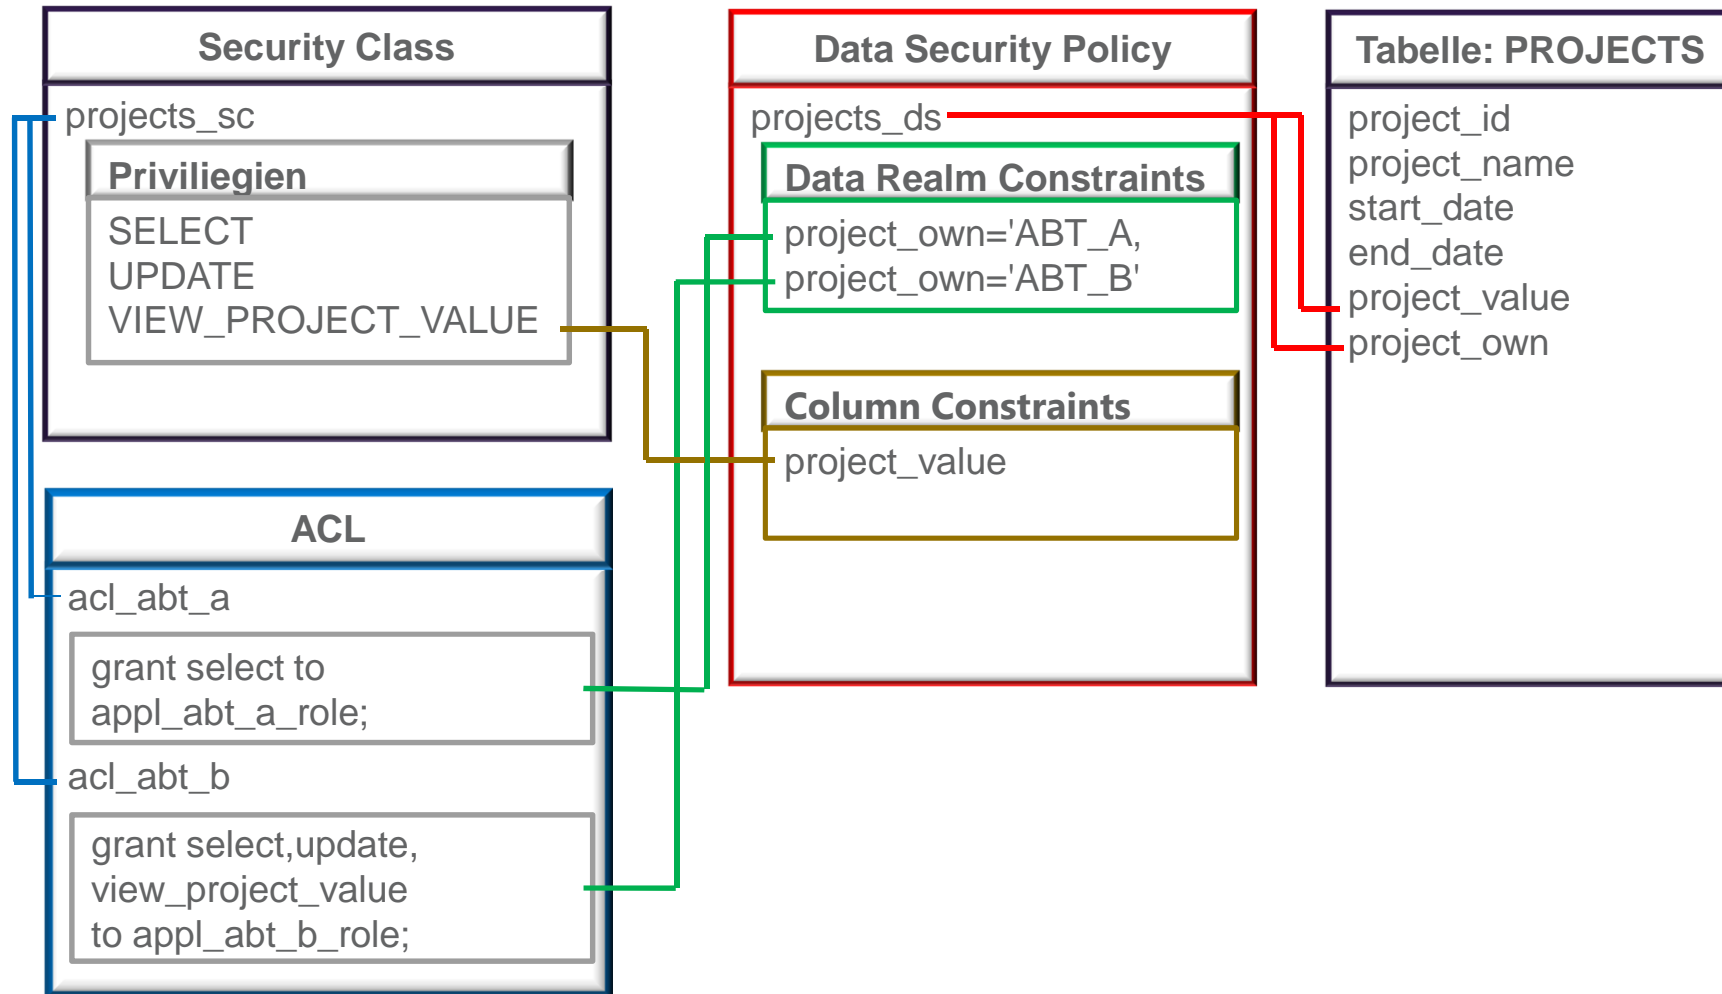 Security Class
projects_sc
Priviliegien
SELECT
UPDATE
VIEW_PROJECT_VALUE
ACL
acl_abt_a
grant select to
appl_abt_a_role;
acl_abt_b
grant select,update,
view_project_value
to appl_abt_b_role;
Data Security Policy
projects_ds
Data Realm Constraints
project_own='ABT_A,
project_own='ABT_B'
Column Constraints
project_value
Tabelle: PROJECTS
project_id
project_name
start_date
end_date
project_value
project_own